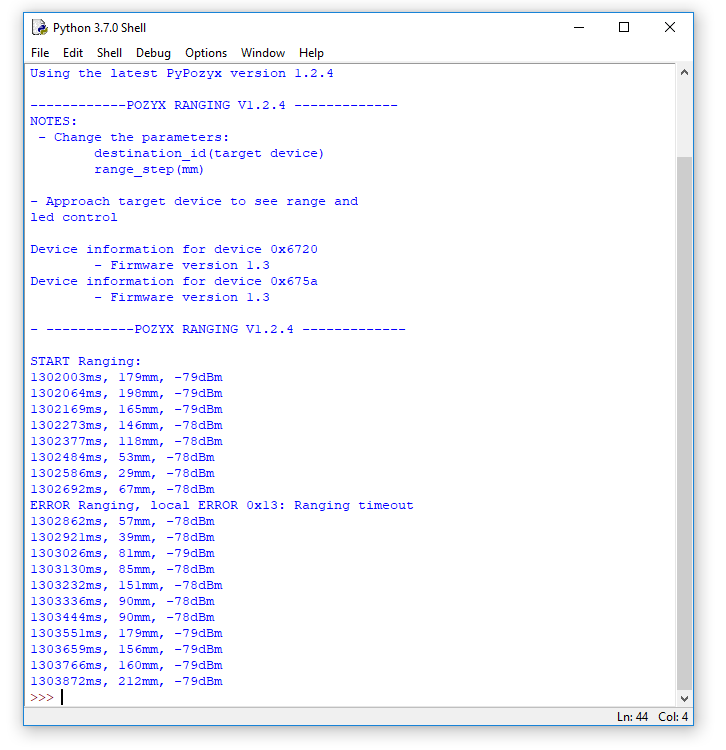 Python 3.7.0 Shell
File Edit Shell Debug Options Window Help
Using the latest PyPozyx version 1.2.4
------------POZYX RANGING V1.2.4 -------------
NOTES:
- Change the parameters:
destination_id(target device)
range_step(mm)
- Approach target device to see range and
led control
Device information for device 0x6720
- Firmware version 1.3
Device information for device 0x675a
- Firmware version 1.3
- -----------POZYX RANGING V1.2.4 -------------
START Ranging:
1302003ms, 179mm, -79dBm
1302064ms, 198mm, -79dBm
1302169ms, 165mm, -79dBm
1302273ms, 146mm, -78dBm
1302377ms, 118mm, -78dBm
1302484ms, 53mm, -78dBm
1302586ms, 29mm, -78dBm
1302692ms, 67mm, -78dBm
ERROR Ranging, local ERROR 0x13: Ranging timeout
1302862ms, 57mm, -78dBm
1302921ms, 39mm, -78dBm
1303026ms, 81mm, -79dBm
1303130ms, 85mm, -78dBm
1303232ms, 151mm, -78dBm
1303336ms, 90mm, -78dBm
1303444ms, 90mm, -78dBm
1303551ms, 179mm, -79dBm
1303659ms, 156mm, -79dBm
1303766ms, 160mm, -79dBm
1303872ms, 212mm, -79dBm
>>>
Ln: 44 Col: 4